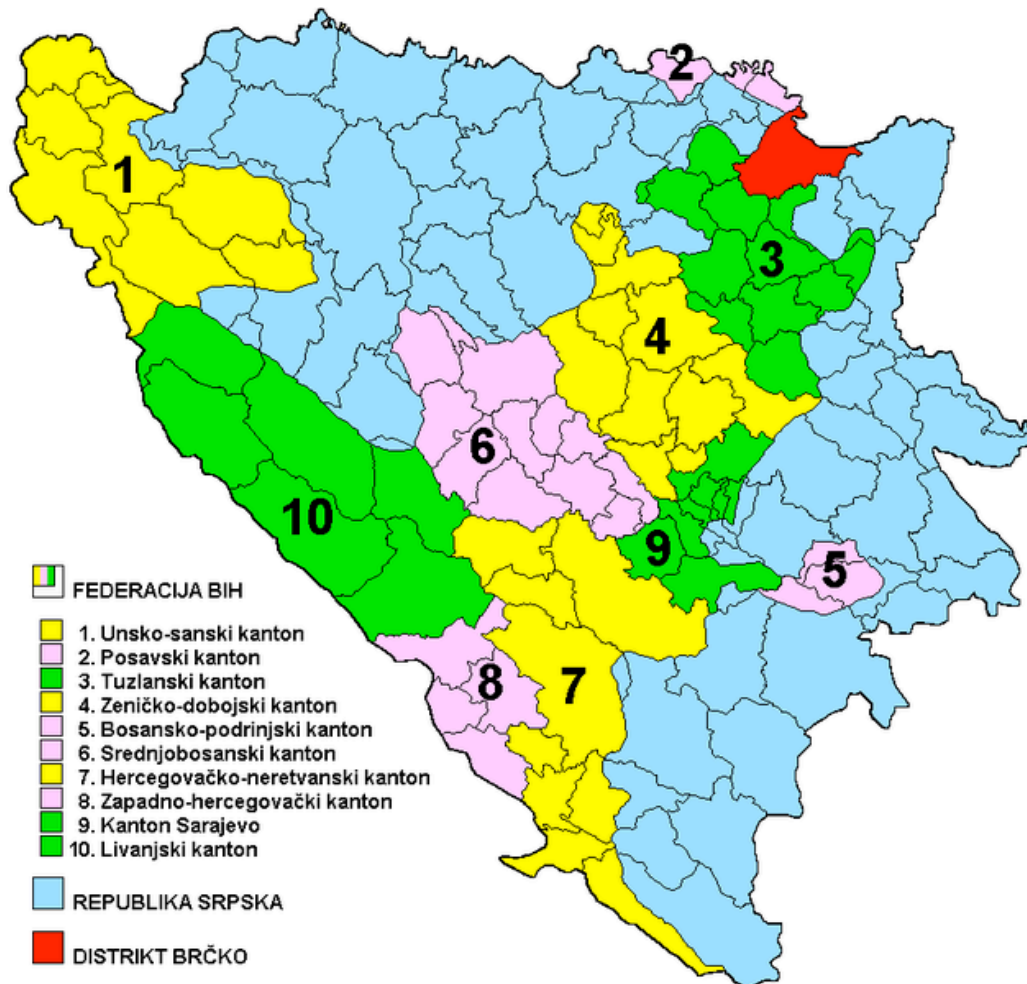 2
1
3
4
6
10
9
5
8
7
FEDERACIJA BIH
1. Unsko-sanski kanton
2. Posavski kanton
3. Tuzlanski kanton
4. Zeničko-dobojski kanton
5. Bosansko-podrinjski kanton
6. Srednjobosanski kanton
7. Hercegovačko-neretvanski kanton
8. Zapadno-hercegovački kanton
9. Kanton Sarajevo
10. Livanjski kanton
REPUBLIKA SRPSKA
DISTRIKT BRČKO